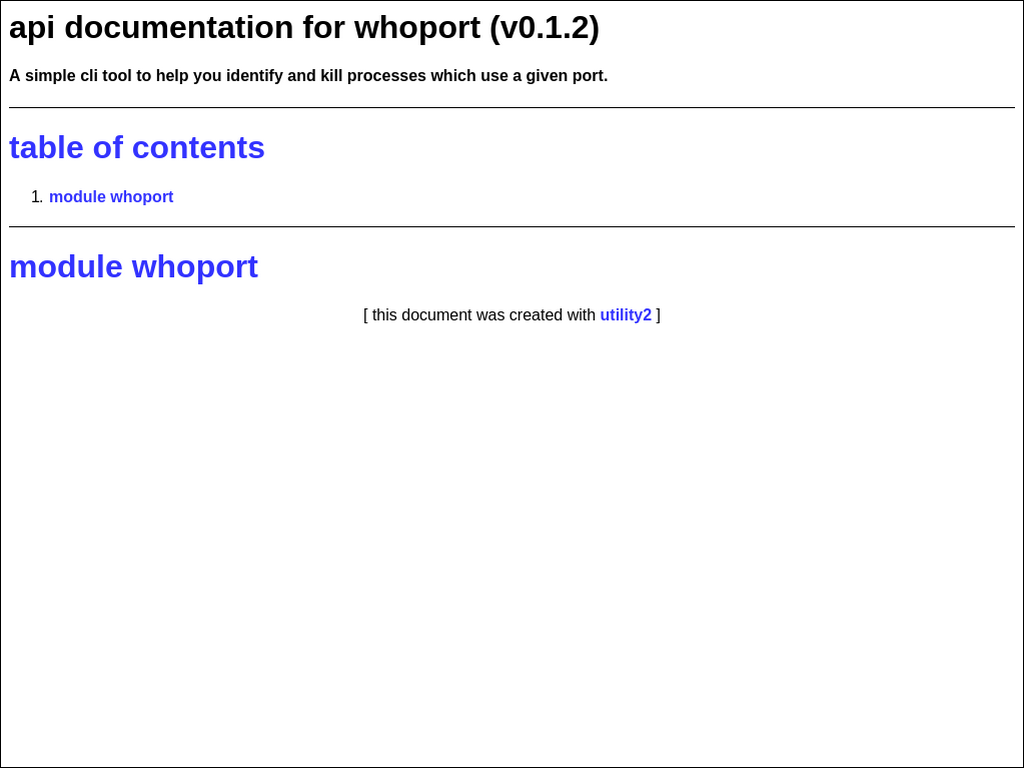 api documentation for whoport (v0.1.2)
A simple cli tool to help you identify and kill processes which use a given port.
table of contents
1. module whoport
module whoport
[ this document was created with utility2 ]